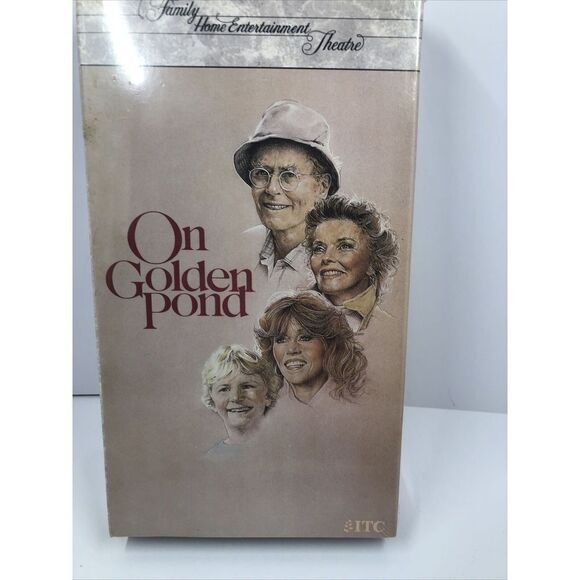 Family
Home Entertainment
Theatre
On
Golden
Pond
ITC